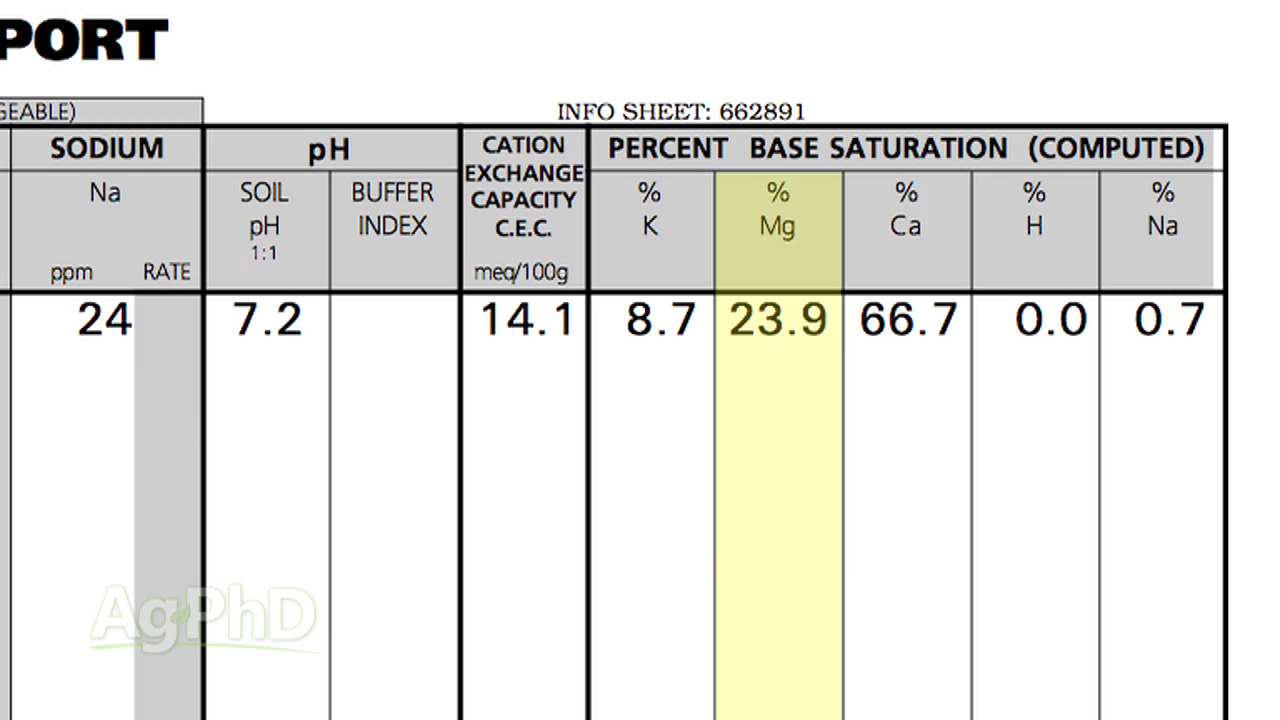 PORT
GEABLE)
INFO SHEET: 662891
SODIUM
pH
CATION
EXCHANGE
CAPACITY
C.E.C.
PERCENT BASE SATURATION (COMPUTED)
Na
SOIL
pH
1:1
BUFFER
INDEX
%
K
%
Mg
%
Ca
%
H
%
Na
ppm RATE
meq/100g
24 7.2 14.1 8.7 23.9 66.7 0.0 0.7
AgPhD